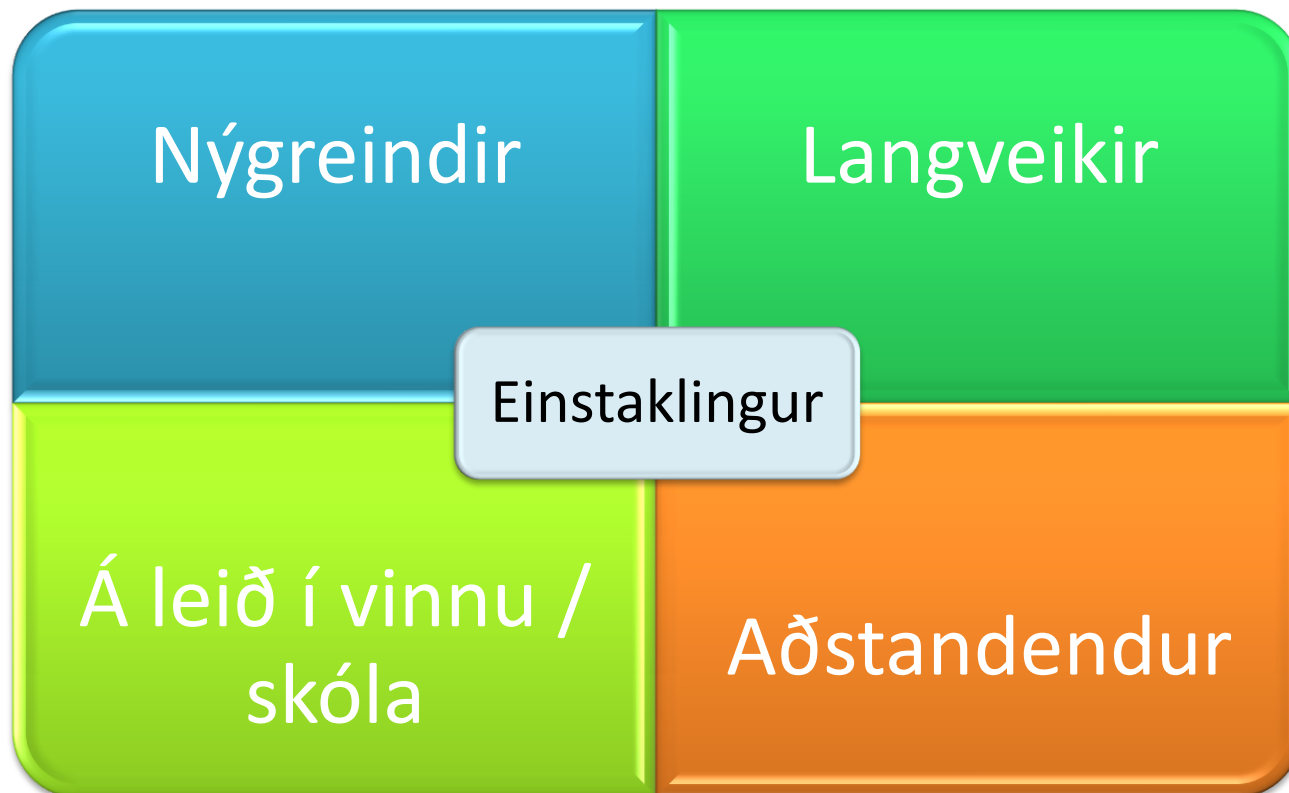 Nýgreindir
Langveikir
Einstaklingur
Á leið í vinnu /
skóla
Aðstandendur